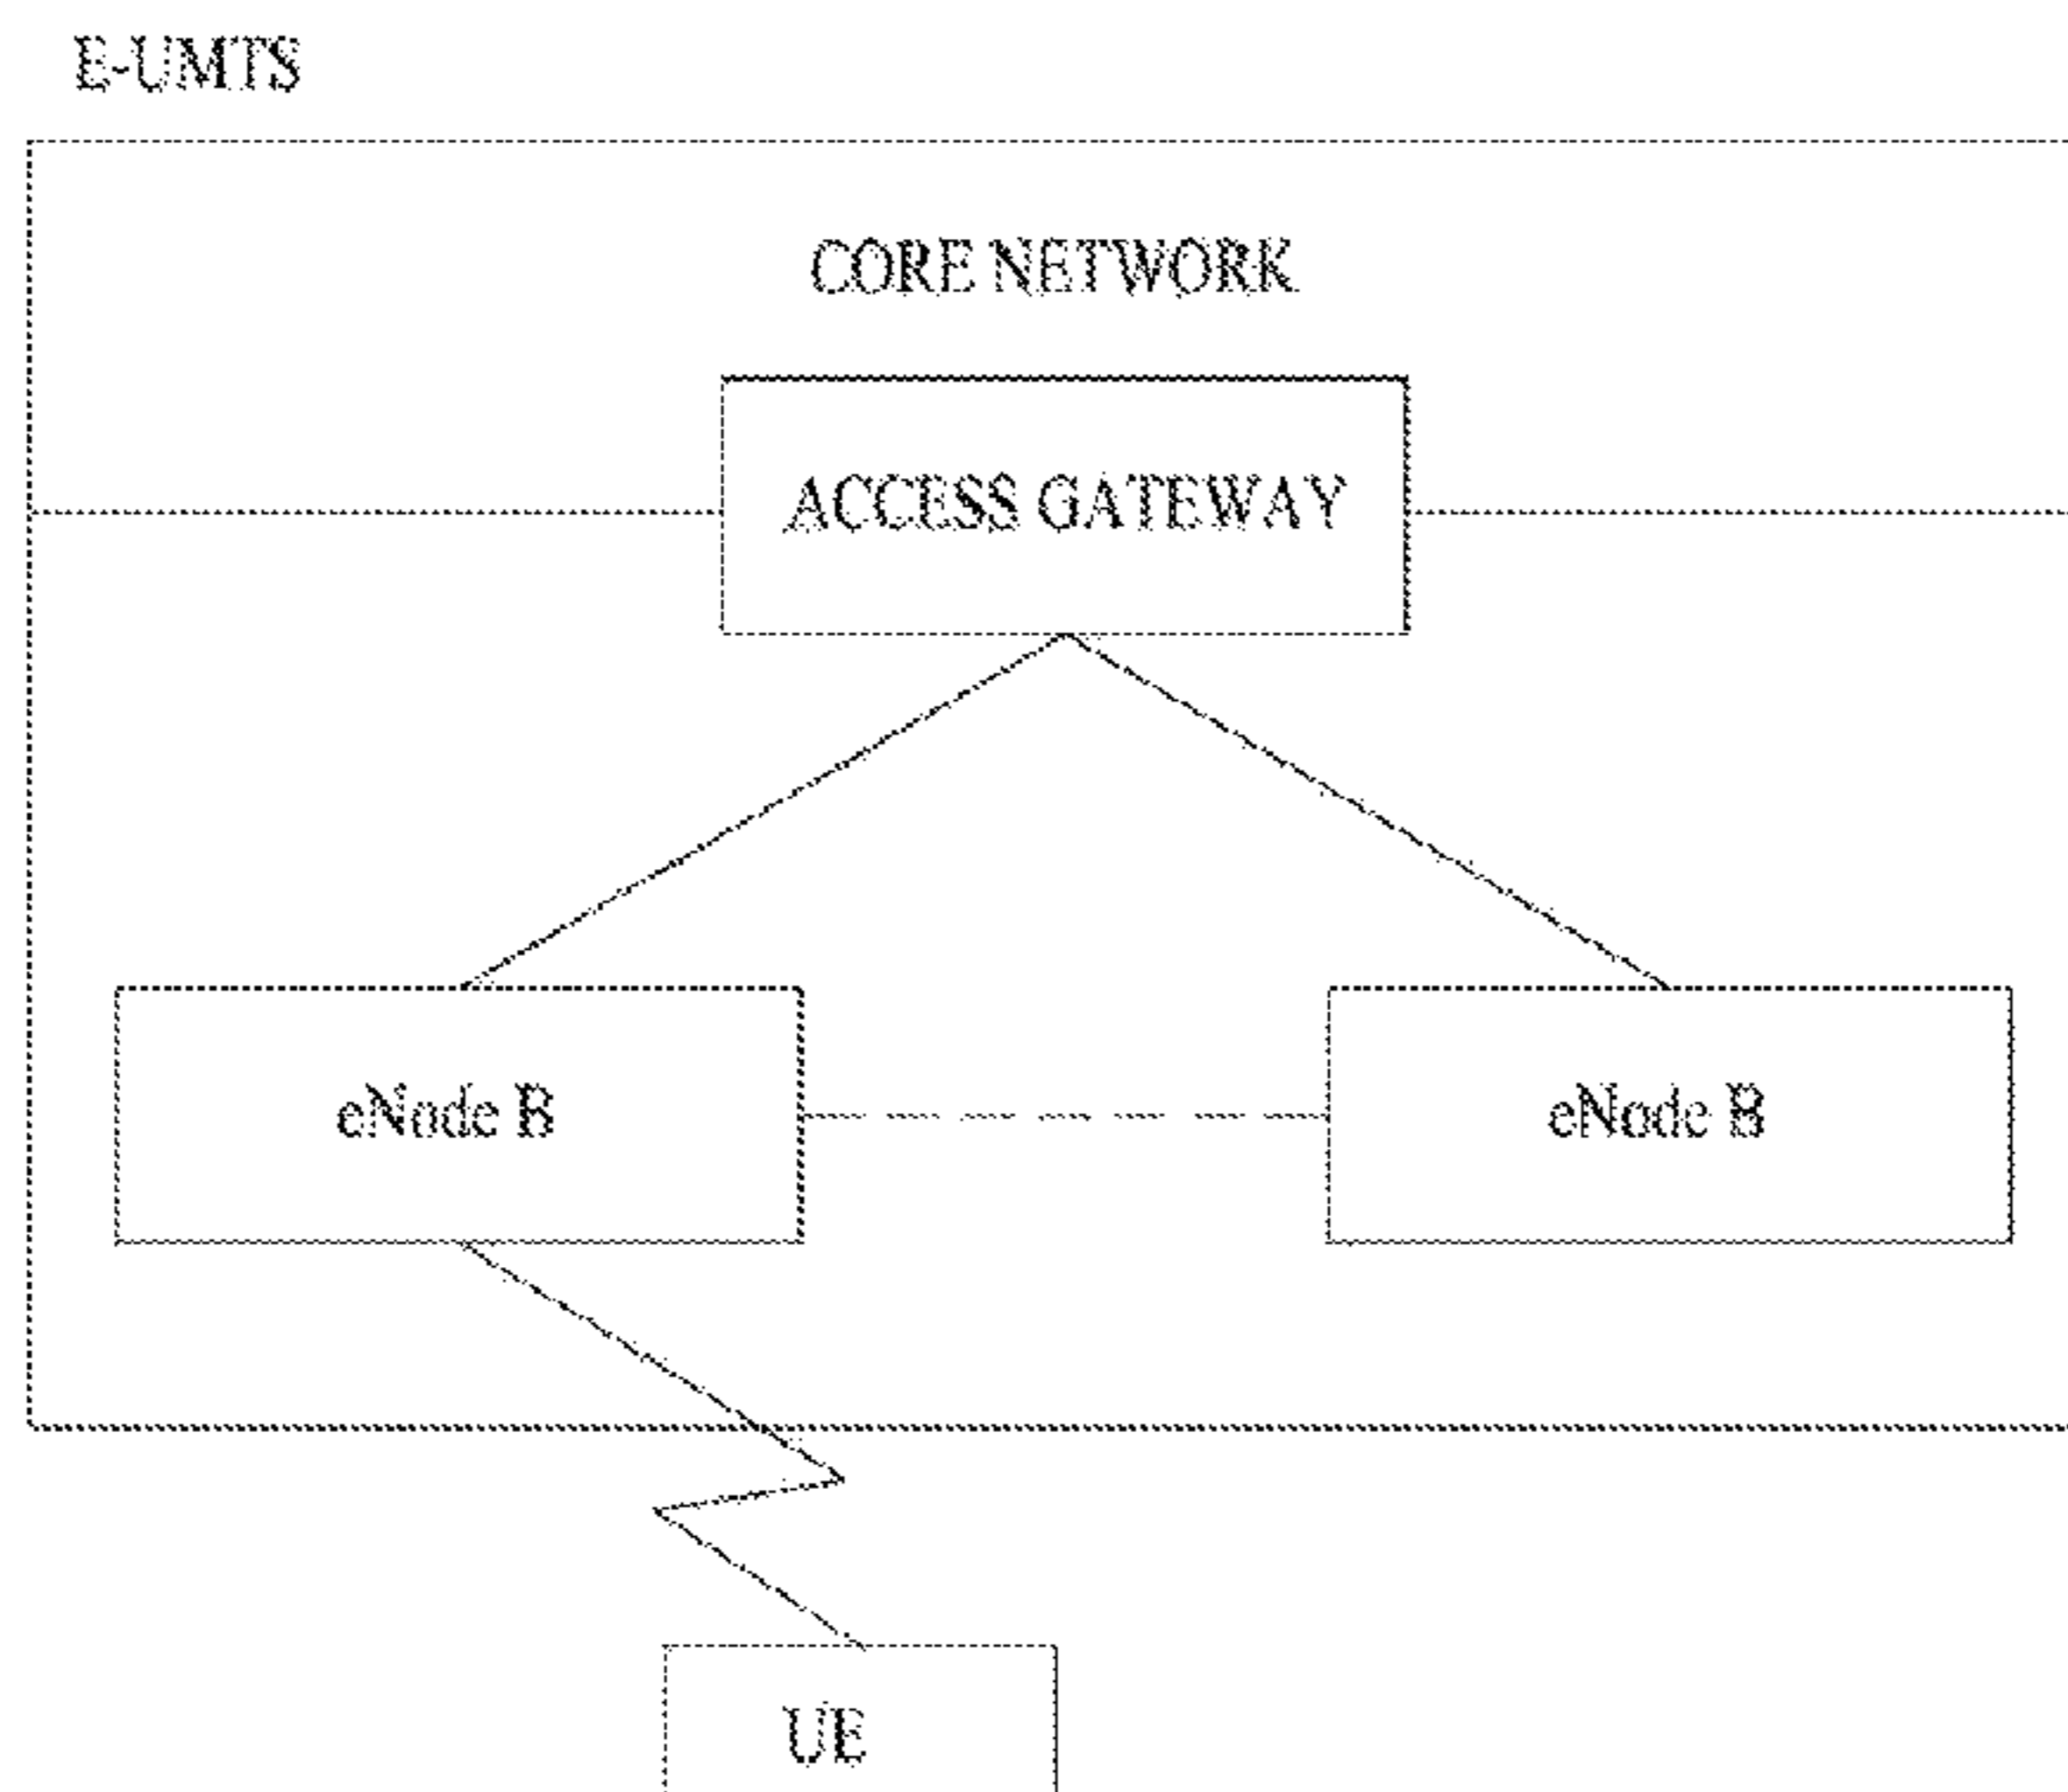 E-UMTS
CORE NETWORK
ACCESS GATEWAY
eNode B
eNode B
UE